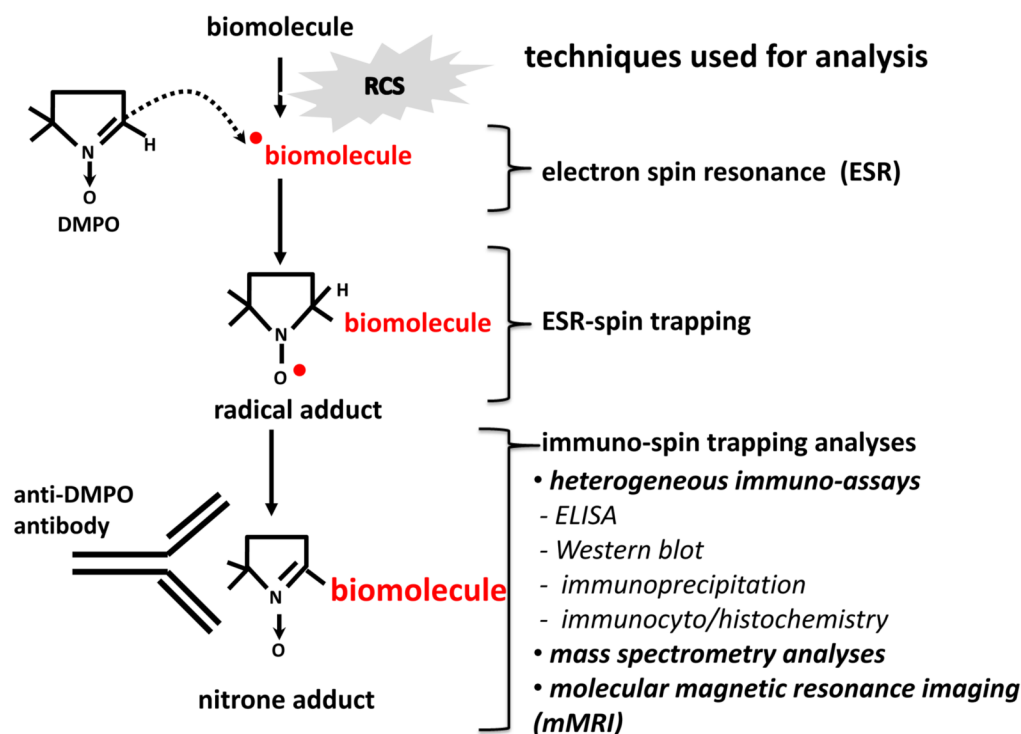 biomolecule
techniques used for analysis
RCS
H
N
O
DMPO
biomolecule
electron spin resonance (ESR)
H
biomolecule
N
O
radical adduct
ESR-spin trapping
immuno-spin trapping analyses
• heterogeneous immuno-assays
- ELISA
- Western blot
- immunoprecipitation
- immunocyto/histochemistry
• mass spectrometry analyses
• molecular magnetic resonance imaging
(mMRI)
anti-DMPO
antibody
biomolecule
N
O
nitrone adduct